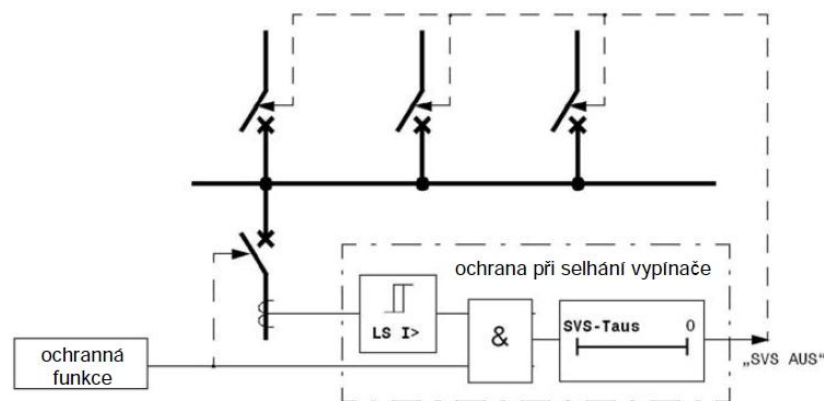 ochrana při selhání vypínače
LS I>
&
SVS-Taus 0
„SVS AUS“
ochranná
funkce